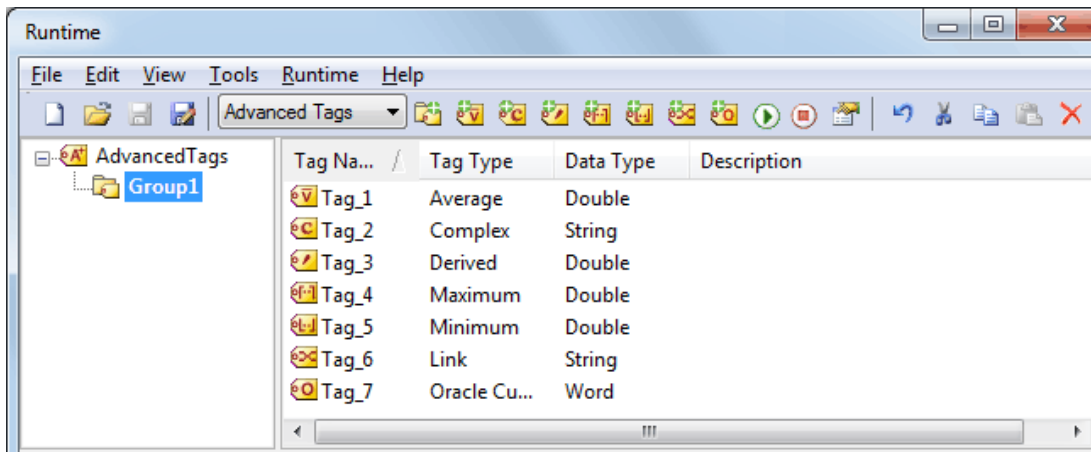 Runtime
File Edit View Tools Runtime Help
Advanced Tags
AdvancedTags
Group1
Tag Na... Tag Type Data Type Description
Tag_1 Average Double
Tag_2 Complex String
Tag_3 Derived Double
Tag_4 Maximum Double
Tag_5 Minimum Double
Tag_6 Link String
Tag_7 Oracle Cu... Word